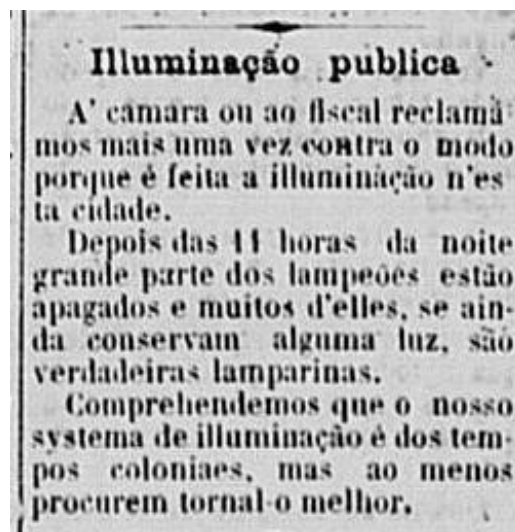 Illuminação publica
A' camara ou ao fiscal reclamá
mos mais uma vez contra o modo
porque é feita a illuminação n'es
ta cidade.
Depois das 11 horas da noite
grande parte dos lampeões estão
apagados e muitos d'elles, se ain-
da conservam alguma luz, são
verdadeiras lamparinas.
Comprehendemos que o nosso
systema de illuminação é dos tem-
pos coloniaes, mas ao menos
procurem tornal-o melhor.